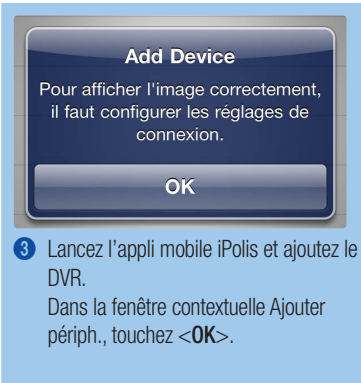 Add Device
Pour afficher l'image correctement,
il faut configurer les réglages de
connexion.
OK
3 Lancez l'appli mobile iPolis et ajoutez le
DVR.
Dans la fenêtre contextuelle Ajouter
périph., touchez <OK>.